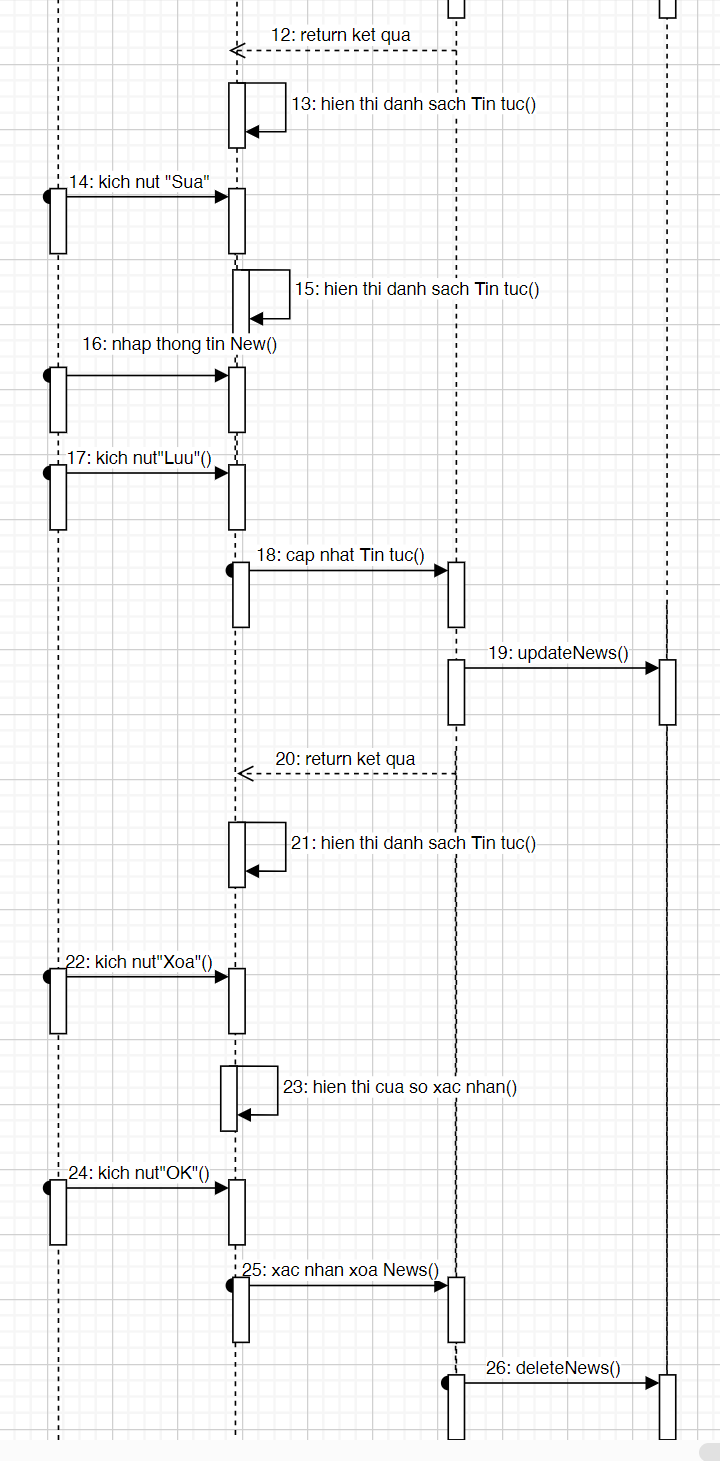 12: return ket qua
13: hien thi danh sach Tin tuc()
14: kich nut "Sua"
15: hien thi danh sach Tin tuc()
16: nhap thong tin New()
17: kich nut"Luu"()
18: cap nhat Tin tuc()
19: updateNews()
20: return ket qua
21: hien thi danh sach Tin tuc()
22: kich nut"Xoa"()
23: hien thi cua so xac nhan()
24: kich nut"OK"()
25: xac nhan xoa News()
26: deleteNews()